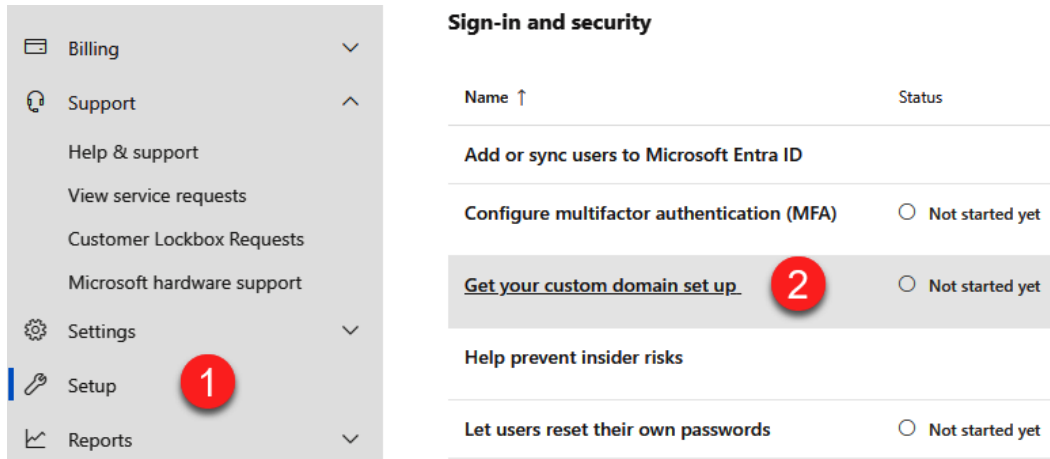 Billing
Support
Help & support
View service requests
Customer Lockbox Requests
Microsoft hardware support
Settings
Setup 1
Reports
Sign-in and security
Name ↑ Status
Add or sync users to Microsoft Entra ID
Configure multifactor authentication (MFA) Not started yet
Get your custom domain set up 2 Not started yet
Help prevent insider risks
Let users reset their own passwords Not started yet